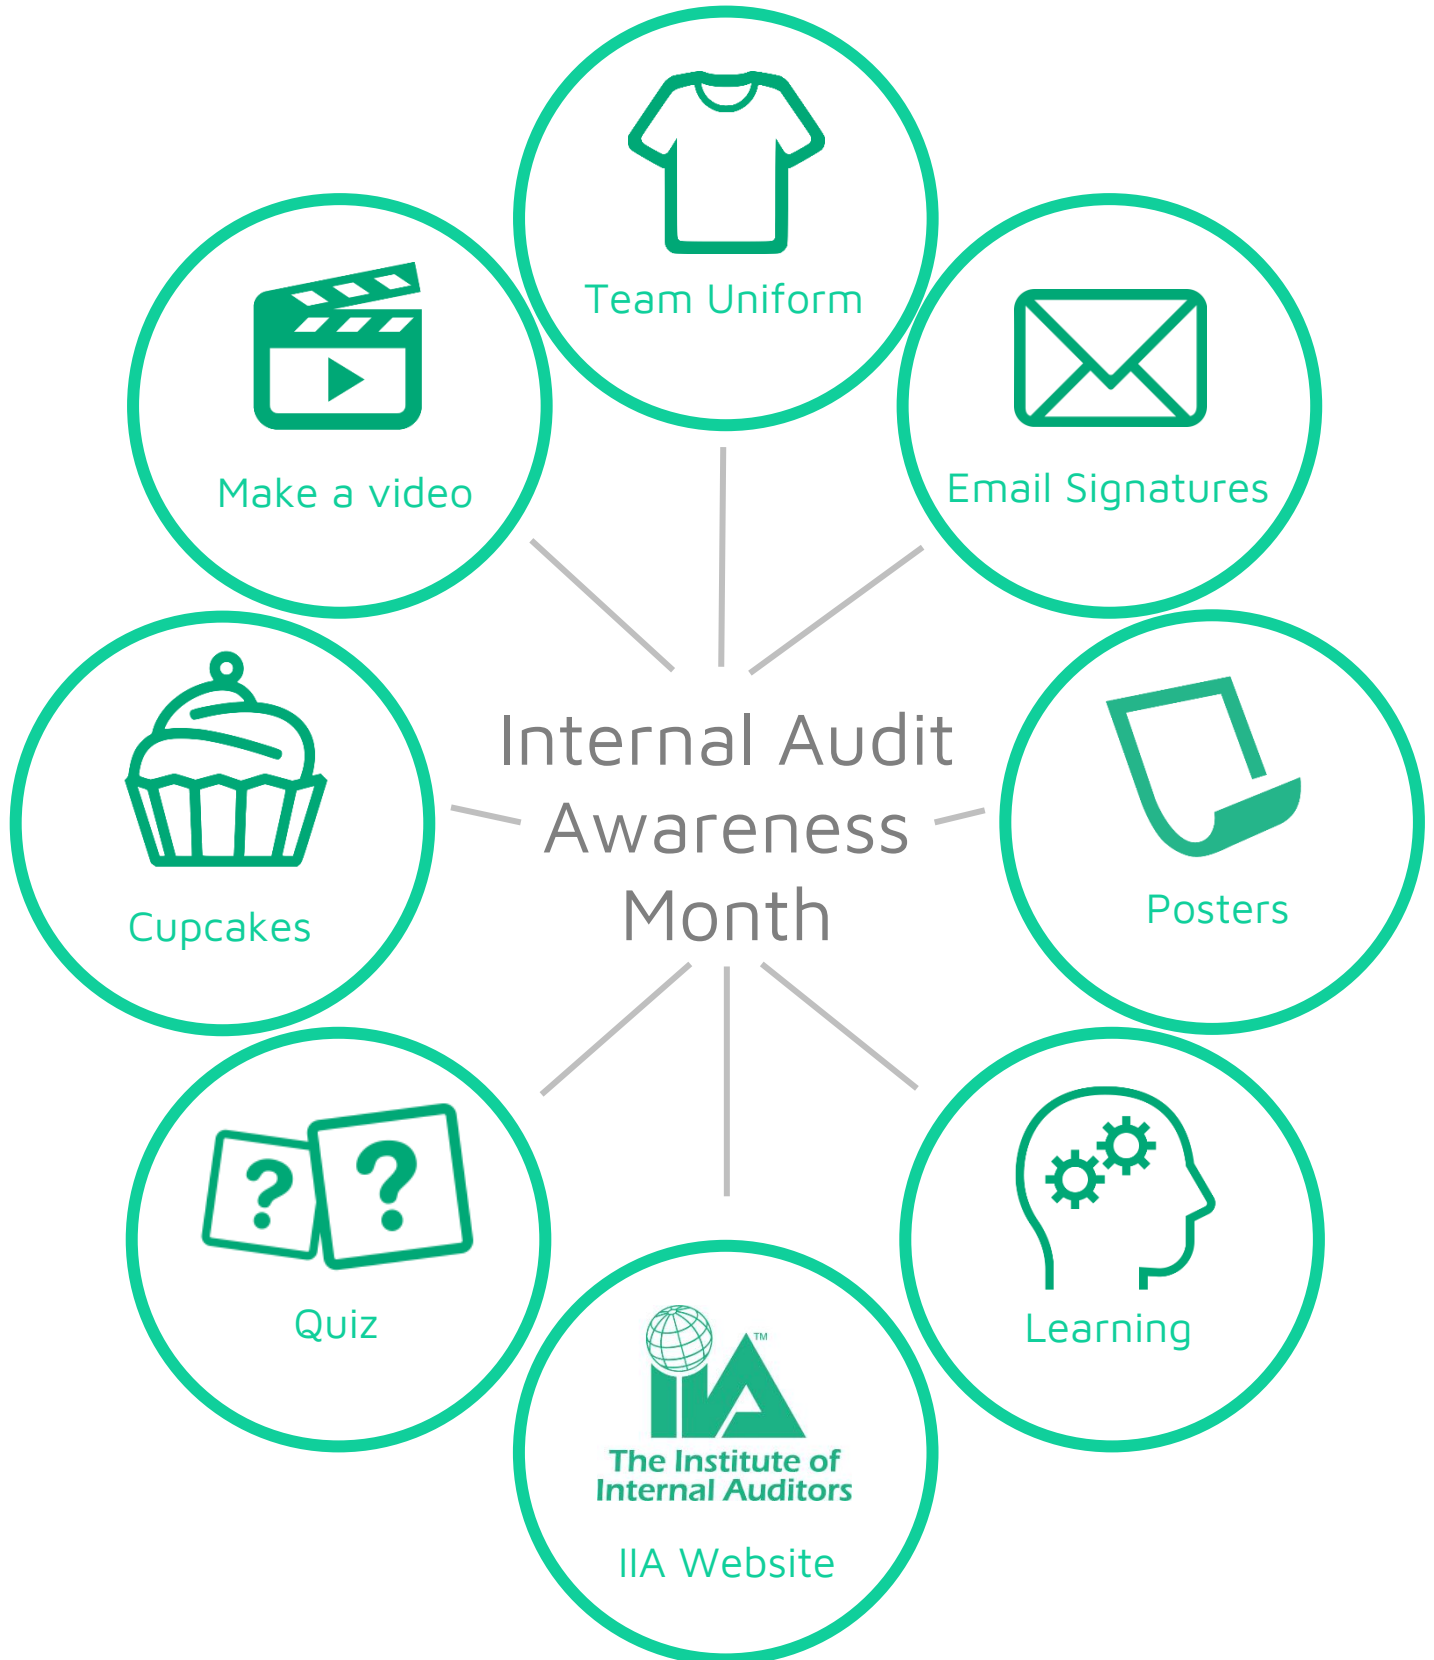 Team Uniform
Make a video
Email Signatures
Internal Audit
Awareness
Month
Cupcakes
Posters
? ?
Quiz
Learning
iiA™
The Institute of
Internal Auditors
IIA Website